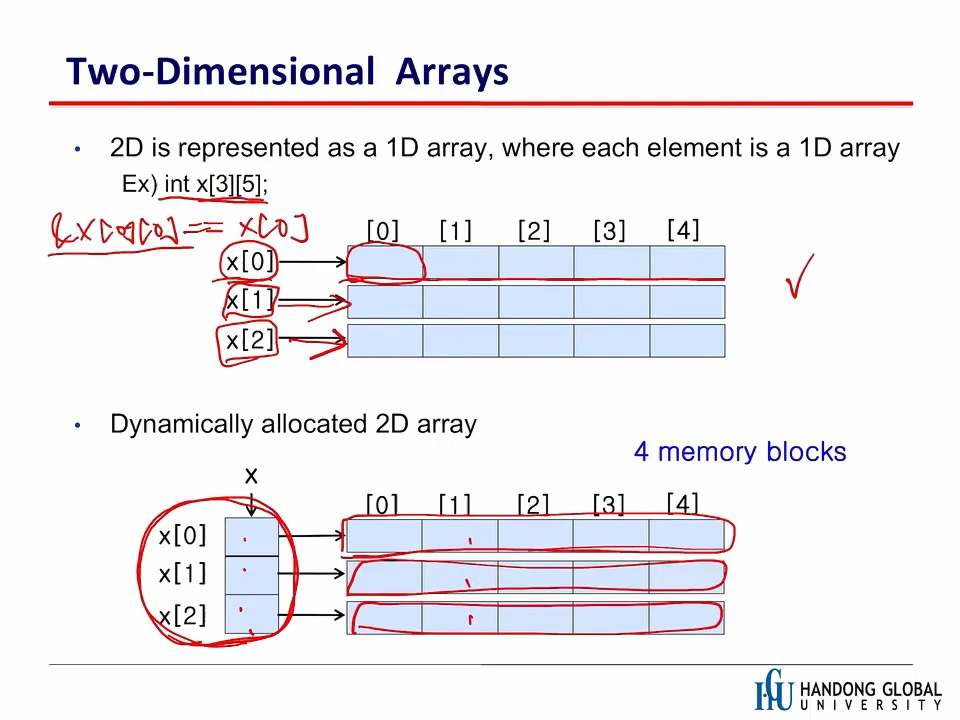 Two-Dimensional Arrays
• 2D is represented as a 1D array, where each element is a 1D array
Ex) int x[3][5];
&x[0][0] == x[0]
[0] [1] [2] [3] [4]
x[0]
x[1]
x[2]
• Dynamically allocated 2D array
4 memory blocks
x
[0] [1] [2] [3] [4]
x[0]
x[1]
x[2]
HGU HANDONG GLOBAL
UNIVERSITY